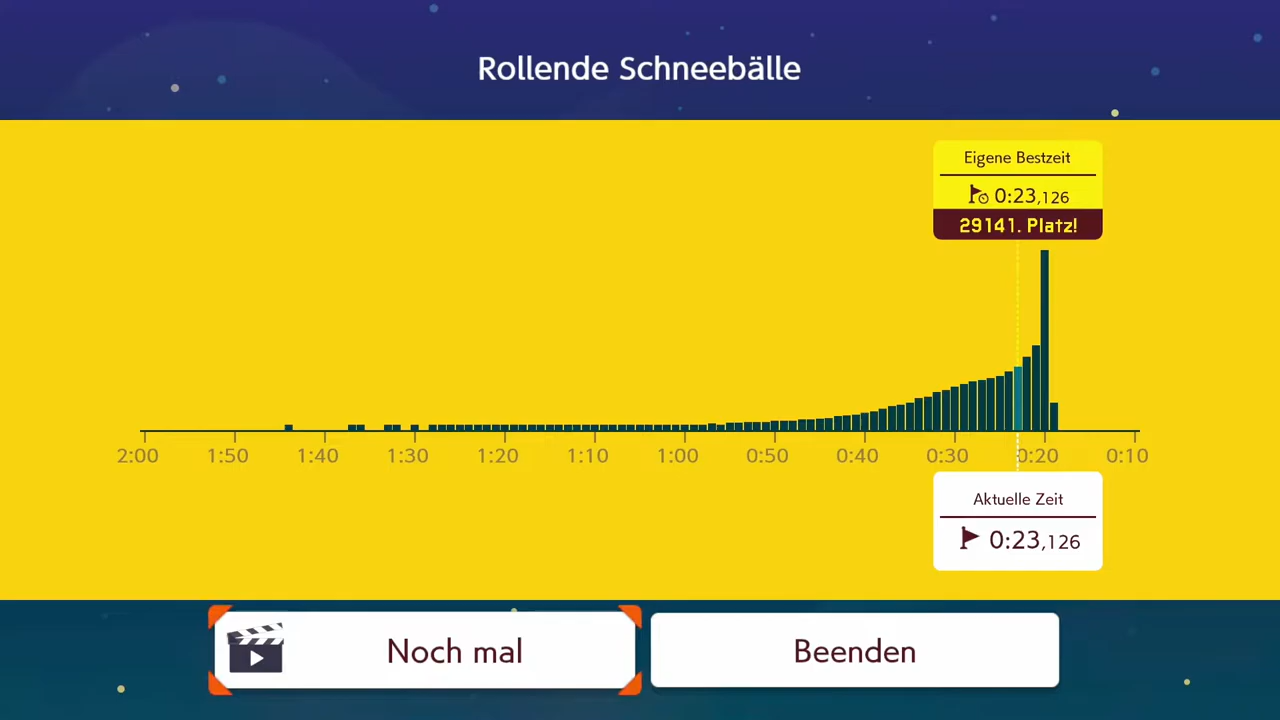 Rollende Schneebälle
Eigene Bestzeit
0:23,126
29141. Platz!
2:00 1:50 1:40 1:30 1:20 1:10 1:00 0:50 0:40 0:30 0:20 0:10
Aktuelle Zeit
0:23,126
Noch mal
Beenden